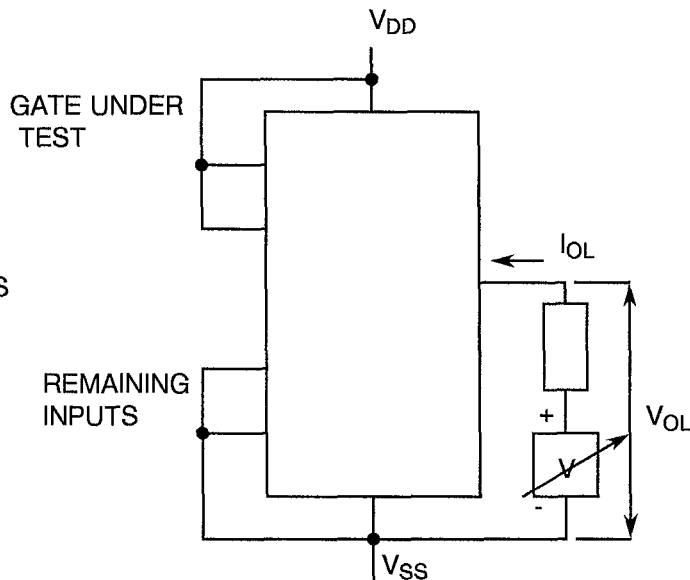 VDD
GATE UNDER
TEST
IOL
S
REMAINING
INPUTS
+
V
VOL
-
VSS